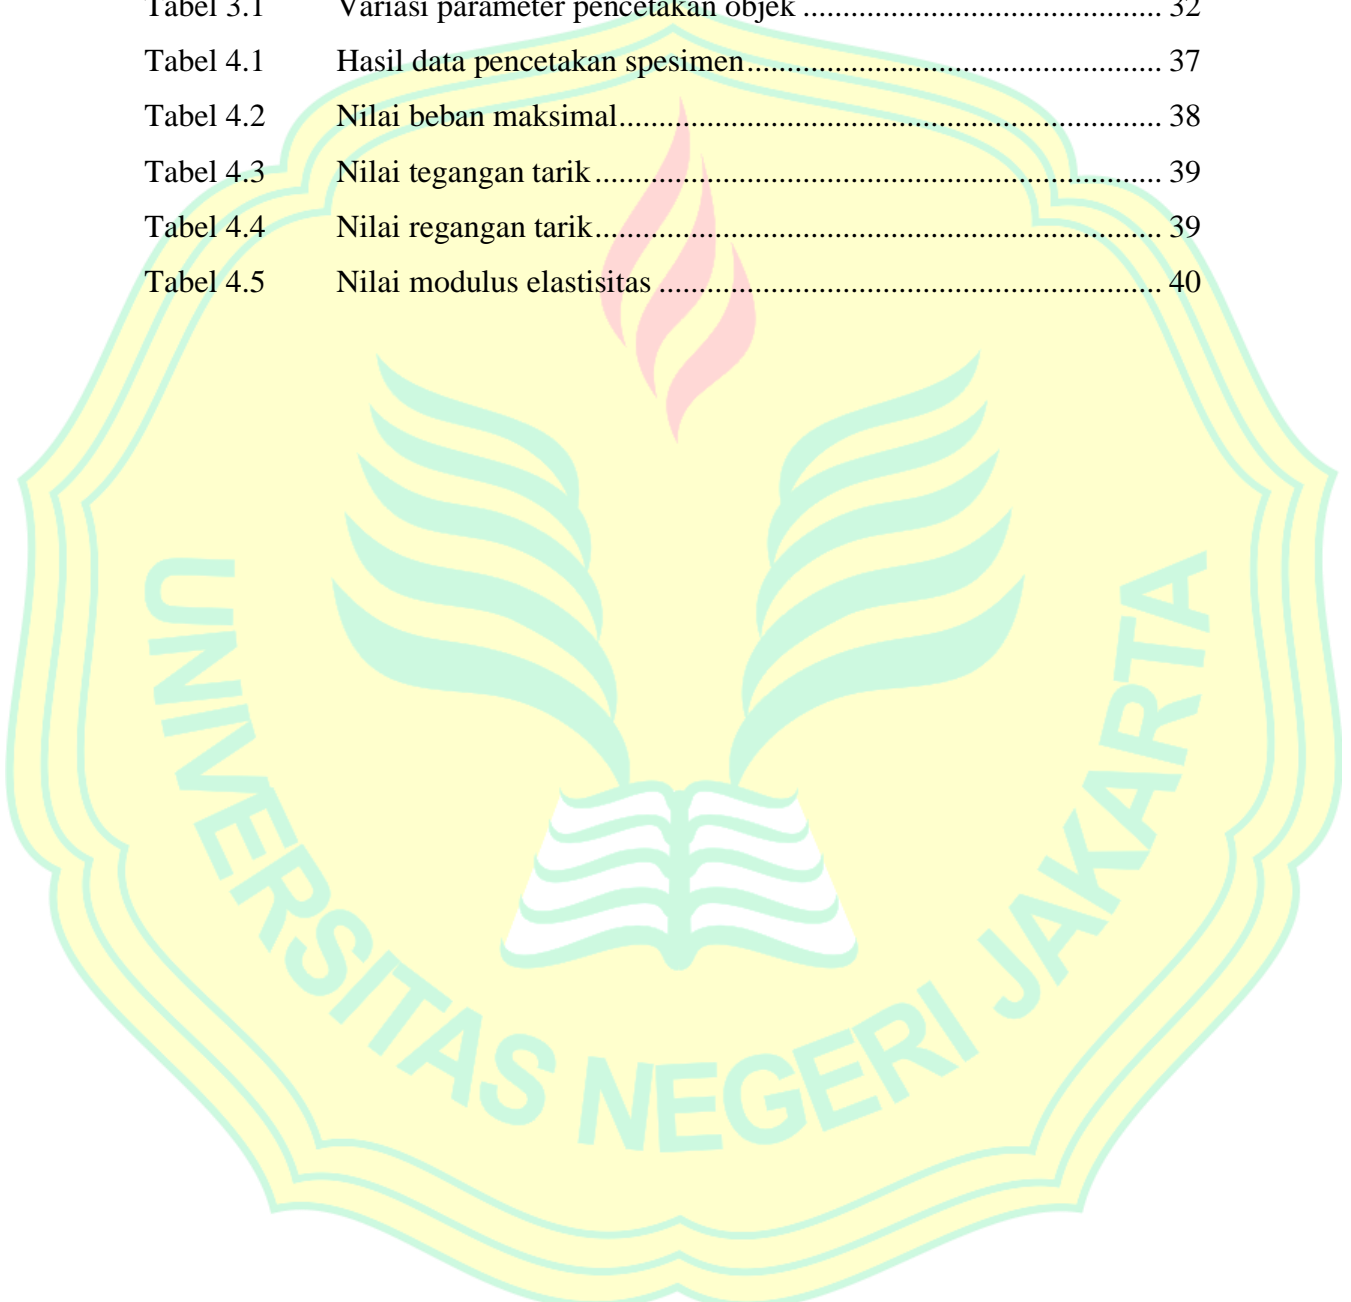 Tabel 3.1 Variasi parameter pencetakan objek ........................................... 32
Tabel 4.1 Hasil data pencetakan spesimen.................................................. 37
Tabel 4.2 Nilai beban maksimal................................................................. 38
Tabel 4.3 Nilai tegangan tarik .................................................................... 39
Tabel 4.4 Nilai regangan tarik.................................................................... 39
Tabel 4.5 Nilai modulus elastisitas ............................................................. 40
UNIVERSITAS NEGERI JAKARTA